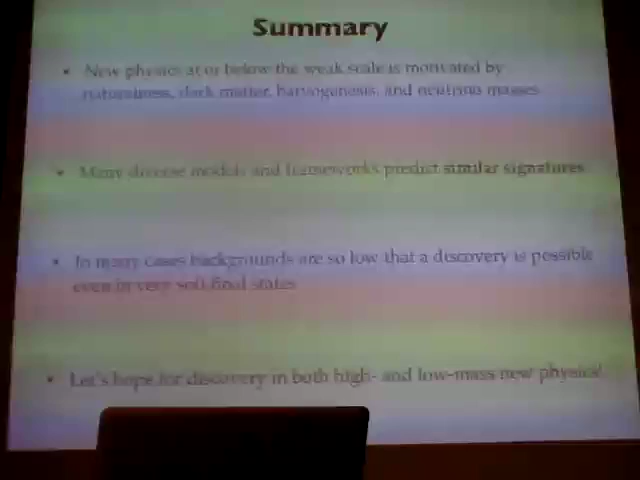 Summary
• New physics at or below the weak scale is motivated by
naturalness, dark matter, baryogenesis, and neutrino masses
• Many diverse models and frameworks predict similar signatures
• In many cases backgrounds are so low that a discovery is possible
even in very soft final states
• Let's hope for discovery in both high- and low-mass new physics!